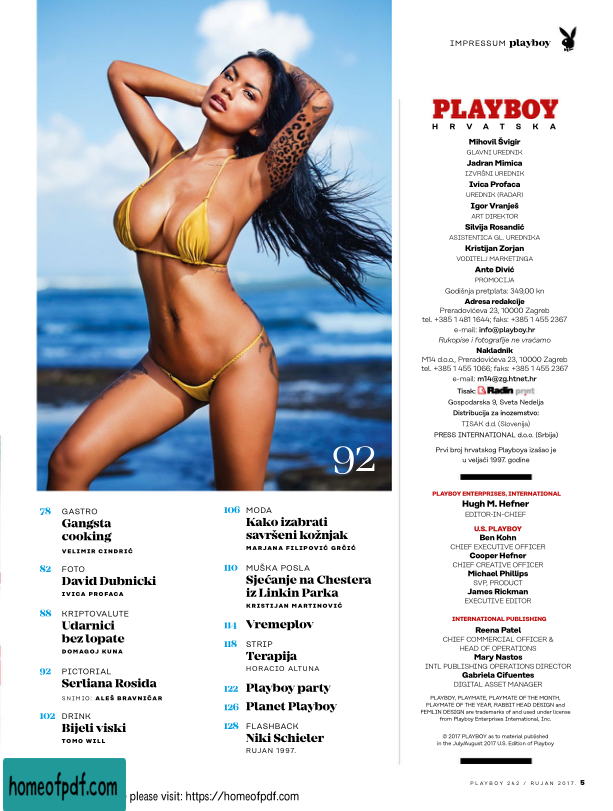 IMPRESSUM playboy
PLAYBOY
HRVATSKA
Mihovil Švigir
GLAVNI UREDNIK
Jadran Mimica
IZVRŠNI UREDNIK
Ivica Profaca
UREDNIK (RADAR)
Igor Vranješ
ART DIREKTOR
Silvija Rosandić
ASISTENTICA GL. UREDNIKA
Kristijan Zorjan
VODITELJ MARKETINGA
Ante Divić
PROMOCIJA
Godišnja pretplata: 349,00 kn
Adresa redakcije
Preradovićeva 23, 10000 Zagreb
tel. +385 1 481 1644; faks: +385 1 455 2367
e-mail: info@playboy.hr
Rukopise i fotografije ne vraćamo
Nakladnik
M14 d.o.o., Preradovićeva 23, 10000 Zagreb
tel. +385 1 455 1066; faks: +385 1 455 2367
e-mail: m14@zg.htnet.hr
Tisak: Radin print
Gospodarska 9, Sveta Nedelja
Distribucija za inozemstvo:
TISAK d.d. (Slovenija)
PRESS INTERNATIONAL d.o.o. (Srbija)
Prvi broj hrvatskog Playboya izašao je
u veljači 1997. godine
PLAYBOY ENTERPRISES, INTERNATIONAL
Hugh M. Hefner
EDITOR-IN-CHIEF
U.S. PLAYBOY
Ben Kohn
CHIEF EXECUTIVE OFFICER
Cooper Hefner
CHIEF CREATIVE OFFICER
Michael Phillips
SVP, PRODUCT
James Rickman
EXECUTIVE EDITOR
INTERNATIONAL PUBLISHING
Reena Patel
CHIEF COMMERCIAL OFFICER &
HEAD OF OPERATIONS
Mary Nastos
INTL PUBLISHING OPERATIONS DIRECTOR
Gabriela Cifuentes
DIGITAL ASSET MANAGER
PLAYBOY, PLAYMATE, PLAYMATE OF THE MONTH,
PLAYMATE OF THE YEAR, RABBIT HEAD DESIGN and
FEMLIN DESIGN are trademarks of and used under license
from Playboy Enterprises International, Inc.
© 2017 PLAYBOY as to material published
in the July/August 2017 U.S. Edition of Playboy
92
78 GASTRO
Gangsta
cooking
VELIMIR CINDRIĆ
82 FOTO
David Dubnicki
IVICA PROFACA
88 KRIPTOVALUTE
Udarnici
bez lopate
DOMAGOJ KUNA
92 PICTORIAL
Serliana Rosida
SNIMIO: ALEŠ BRAVNIČAR
102 DRINK
Bijeli viski
TOMO WILL
106 MODA
Kako izabrati
savršeni kožnjak
MARJANA FILIPOVIĆ GRČIĆ
110 MUŠKA POSLA
Sjećanje na Chestera
iz Linkin Parka
KRISTIJAN MARTINOVIĆ
114 Vremeplov
118 STRIP
Terapija
HORACIO ALTUNA
122 Playboy party
126 Planet Playboy
128 FLASHBACK
Niki Schieler
RUJAN 1997.
PLAYBOY 242 / RUJAN 2017. 5
homeofpdf.com
please visit: https://homeofpdf.com